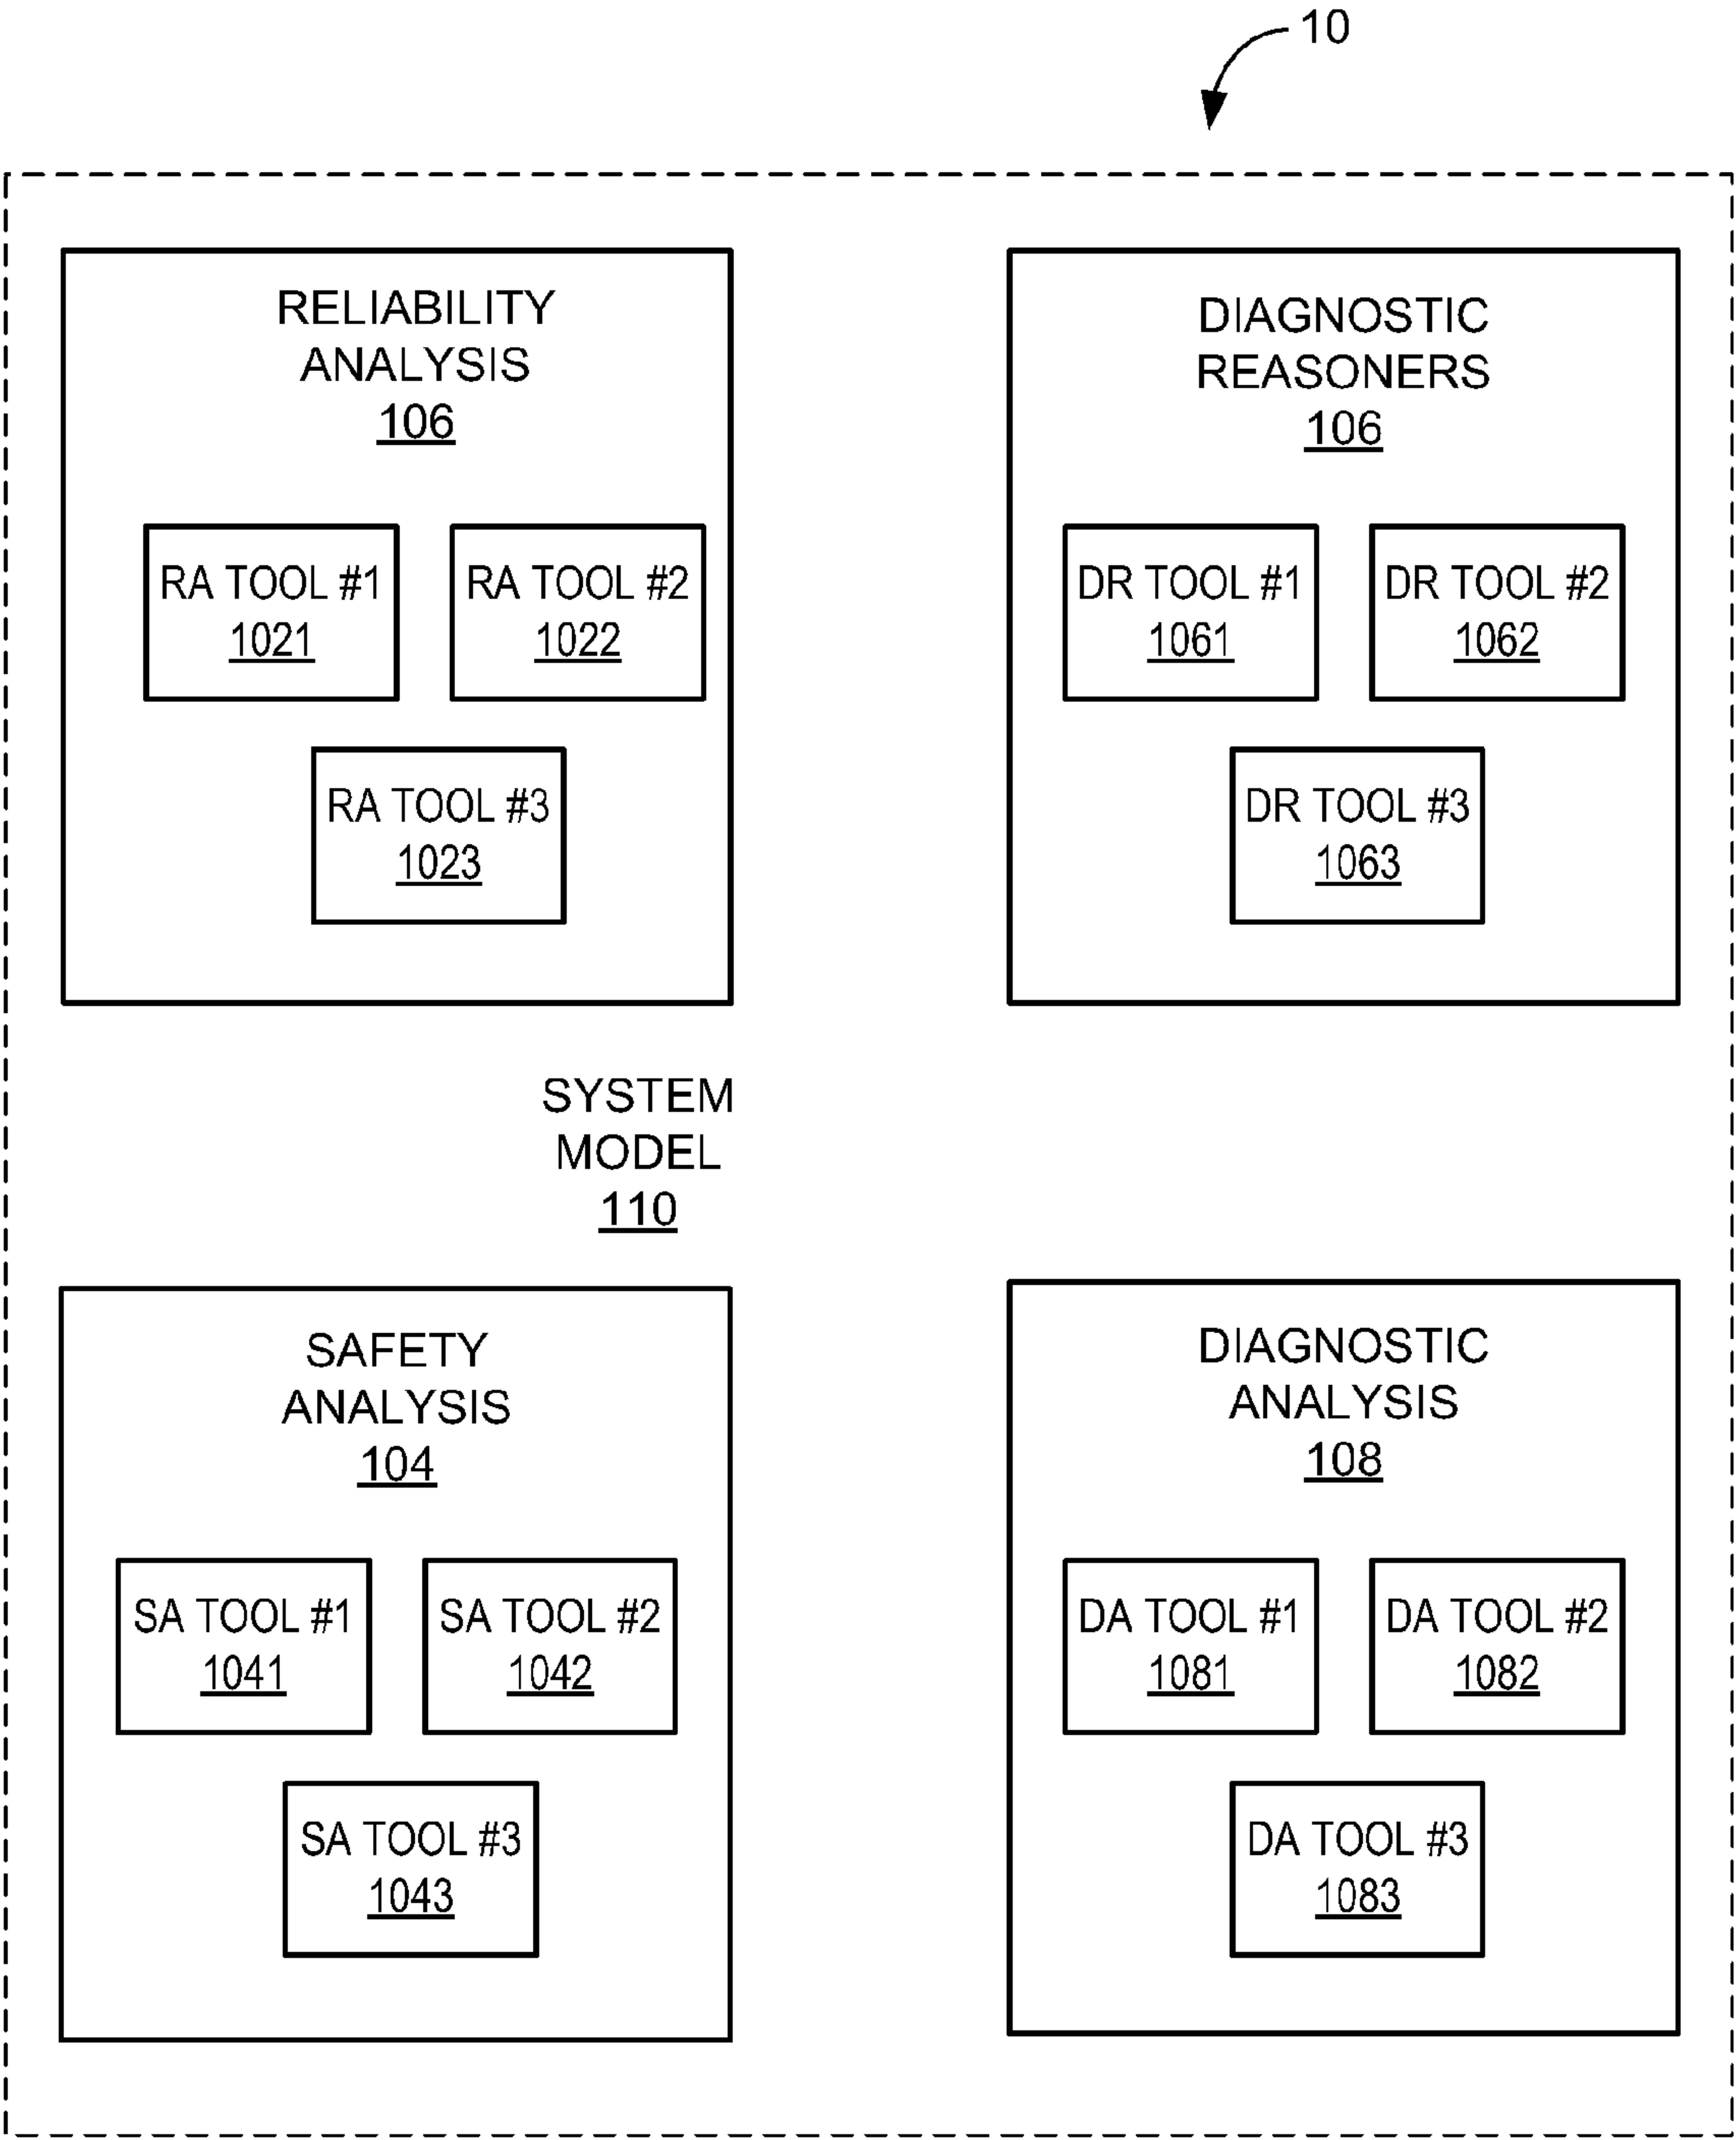 10
RELIABILITY
ANALYSIS
106
RA TOOL #1
1021
RA TOOL #2
1022
RA TOOL #3
1023
DIAGNOSTIC
REASONERS
106
DR TOOL #1
1061
DR TOOL #2
1062
DR TOOL #3
1063
SYSTEM
MODEL
110
SAFETY
ANALYSIS
104
SA TOOL #1
1041
SA TOOL #2
1042
SA TOOL #3
1043
DIAGNOSTIC
ANALYSIS
108
DA TOOL #1
1081
DA TOOL #2
1082
DA TOOL #3
1083